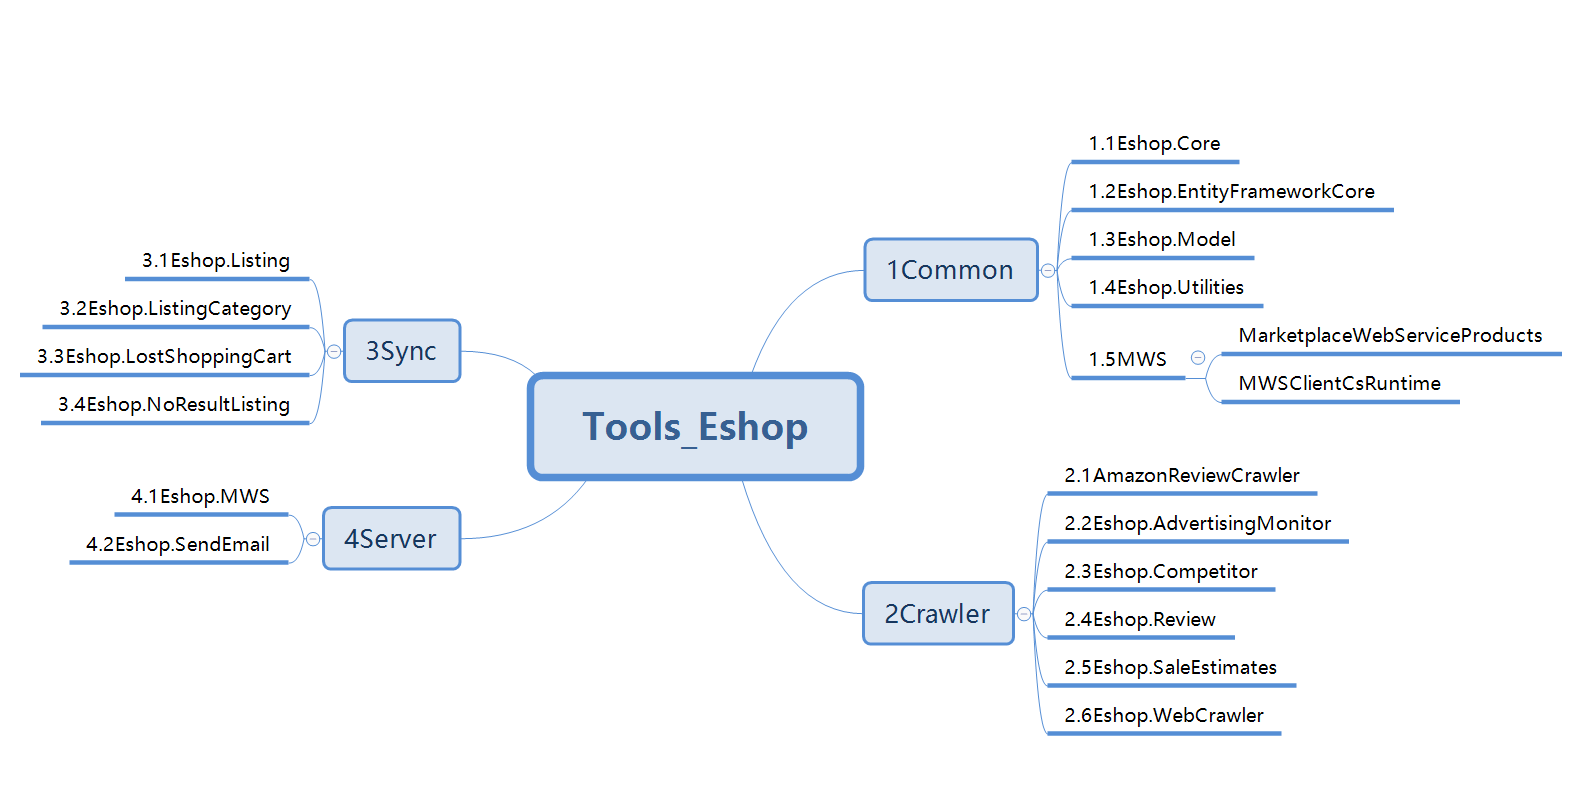 Tools_Eshop
1Common
1.1Eshop.Core
1.2Eshop.EntityFrameworkCore
1.3Eshop.Model
1.4Eshop.Utilities
1.5MWS
MarketplaceWebServiceProducts
MWSClientCsRuntime
2Crawler
2.1AmazonReviewCrawler
2.2Eshop.AdvertisingMonitor
2.3Eshop.Competitor
2.4Eshop.Review
2.5Eshop.SaleEstimates
2.6Eshop.WebCrawler
3Sync
3.1Eshop.Listing
3.2Eshop.ListingCategory
3.3Eshop.LostShoppingCart
3.4Eshop.NoResultListing
4Server
4.1Eshop.MWS
4.2Eshop.SendEmail